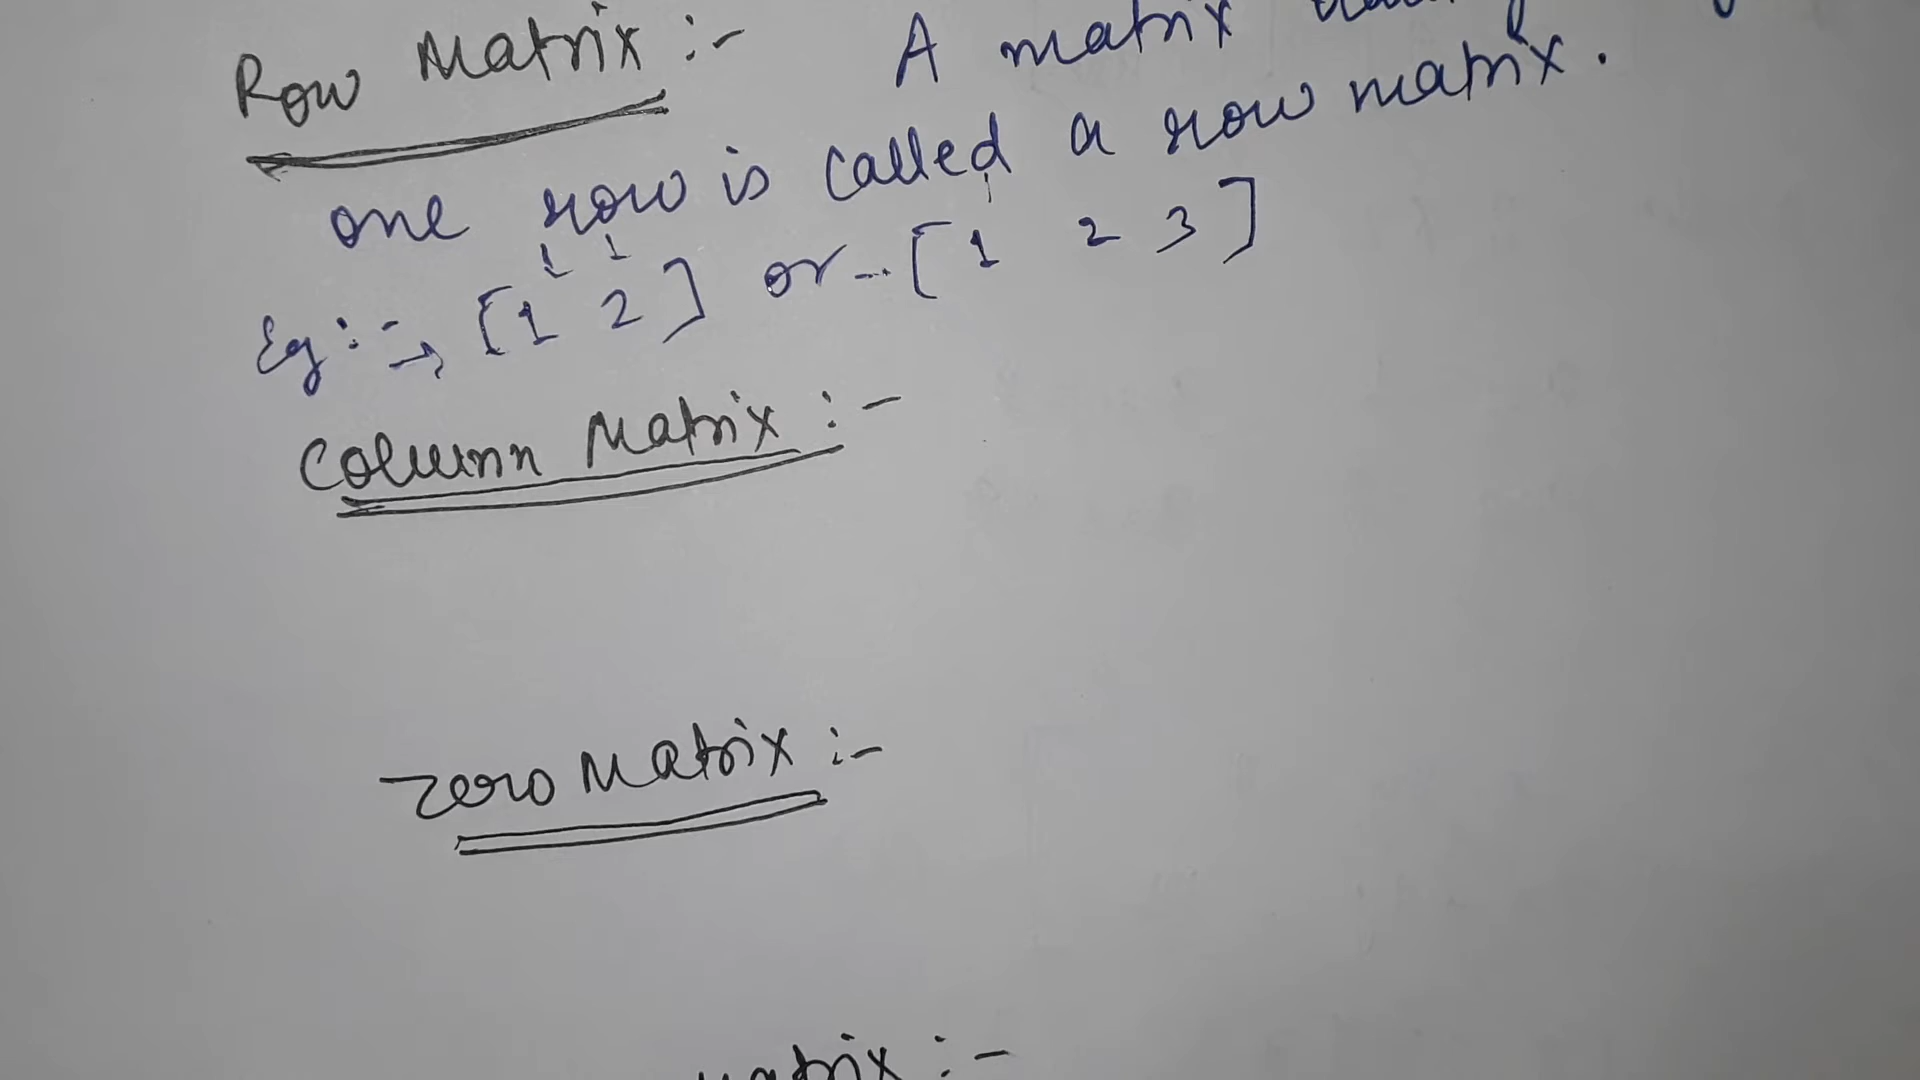 Row Matrix :- A matrix
one row is called a row matrix.
Eg :- → [1 2] or [1 2 3]
Column Matrix :-
Zero Matrix :-
matrix :-